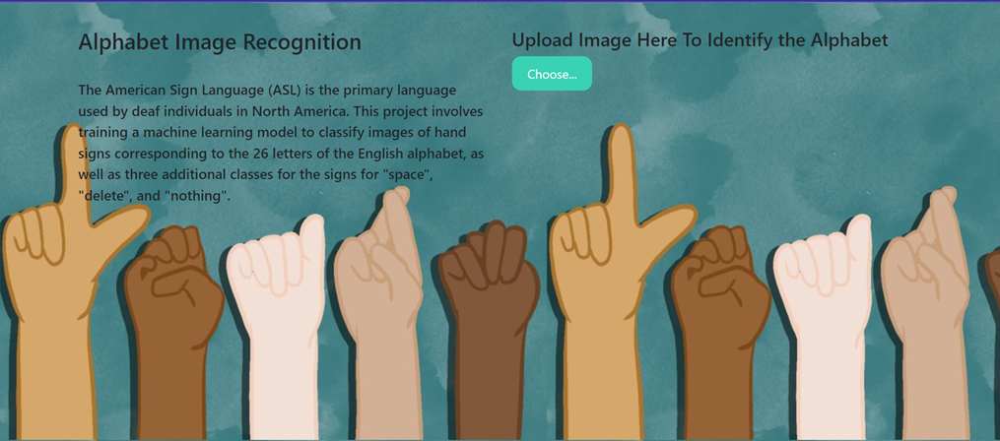 Alphabet Image Recognition
The American Sign Language (ASL) is the primary language
used by deaf individuals in North America. This project involves
training a machine learning model to classify images of hand
signs corresponding to the 26 letters of the English alphabet, as
well as three additional classes for the signs for "space",
"delete", and "nothing".
Upload Image Here To Identify the Alphabet
Choose...